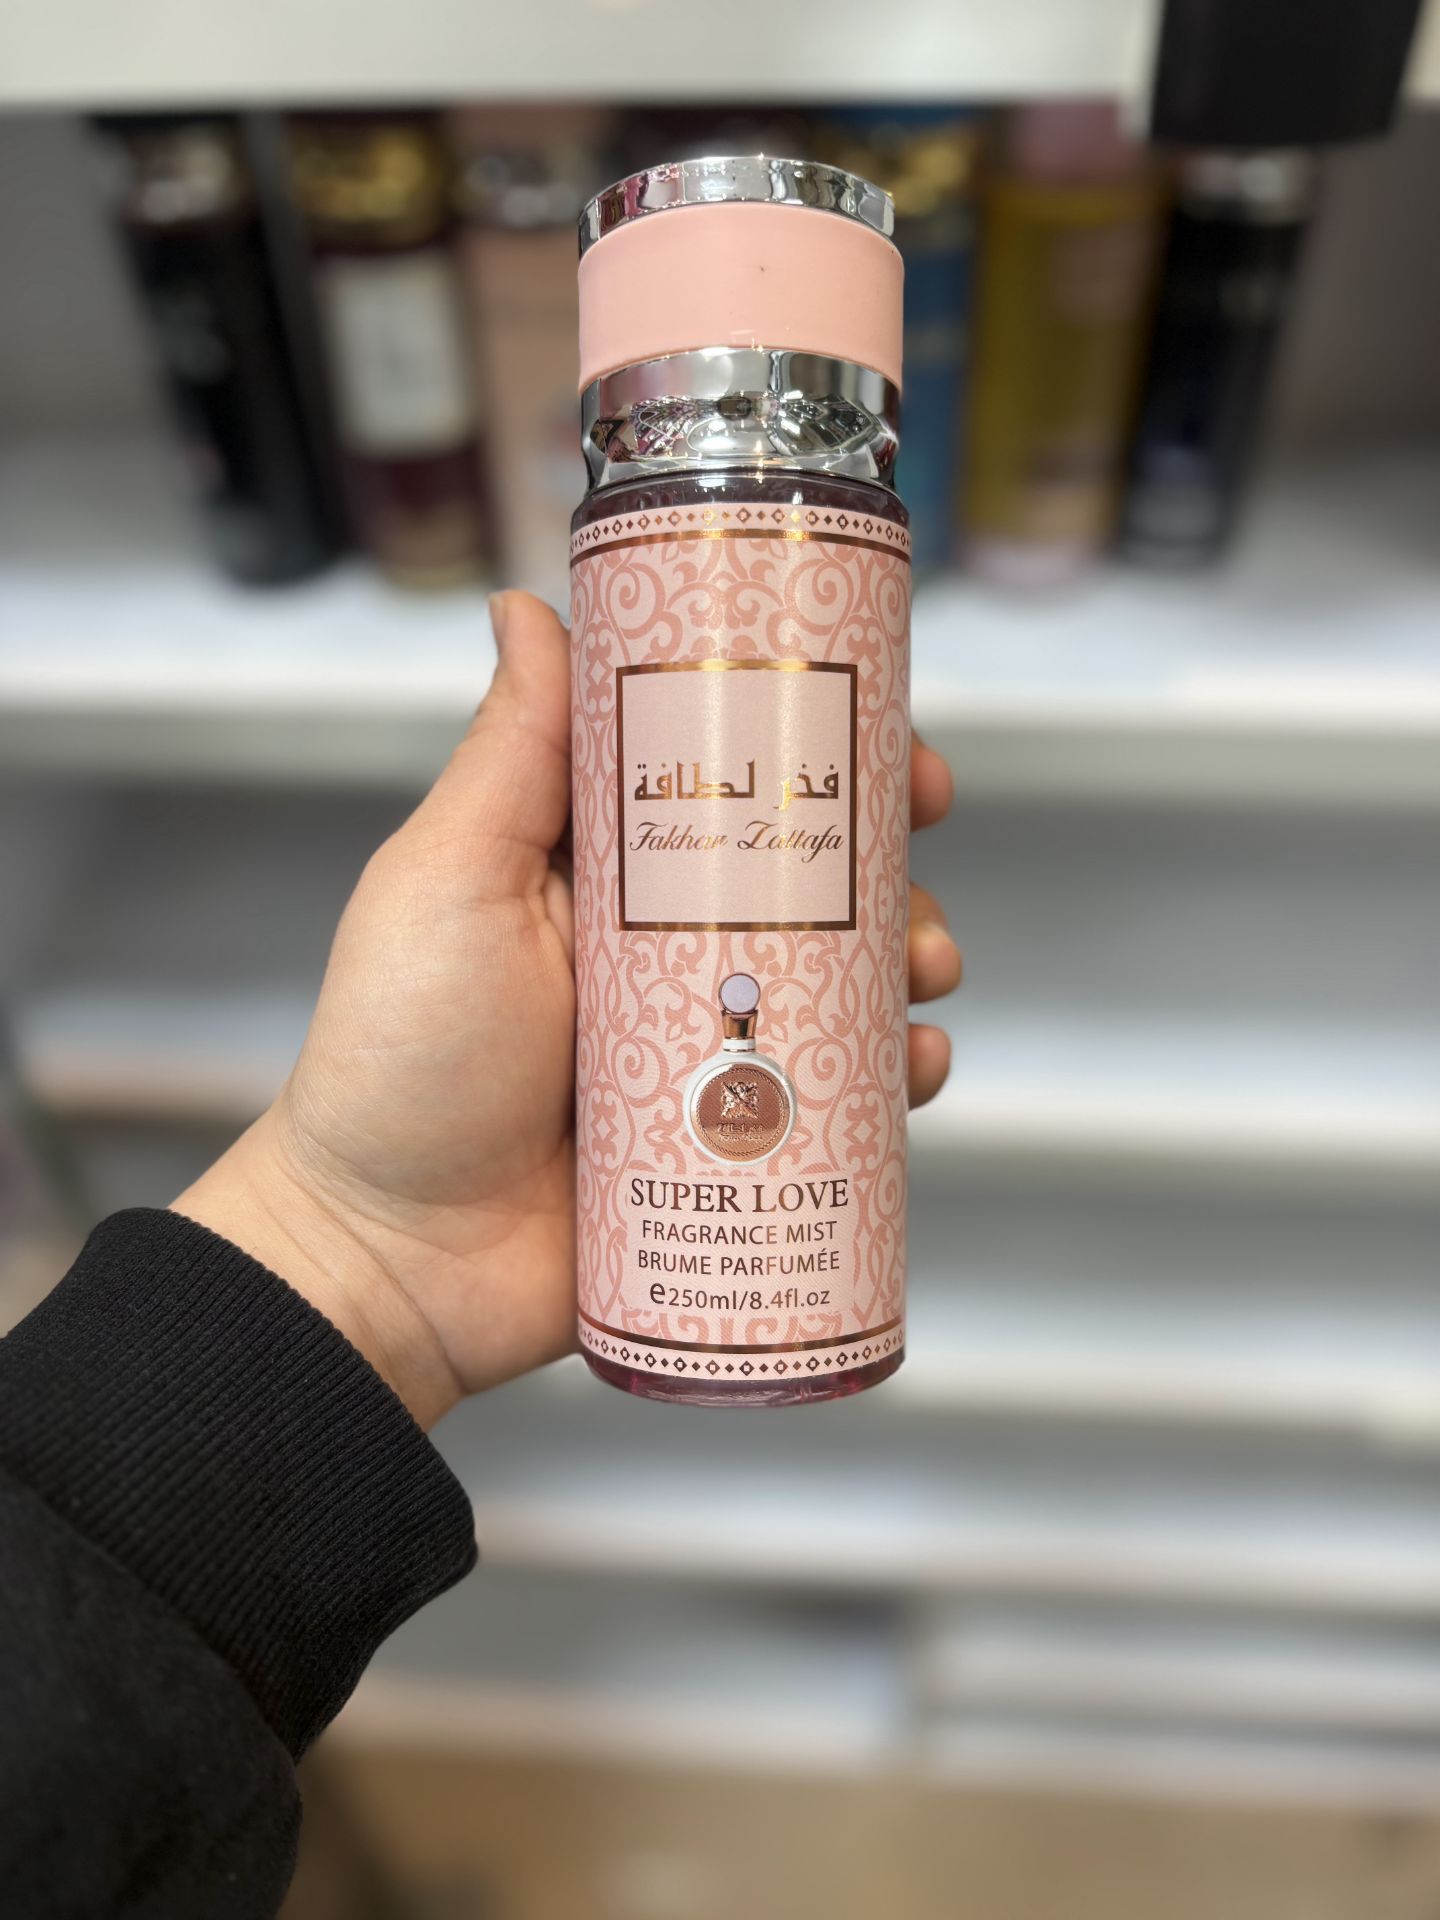 فخر لطافة
Fakhar Lattafa
SUPER LOVE
FRAGRANCE MIST
BRUME PARFUMÉE
e250ml/8.4fl.oz